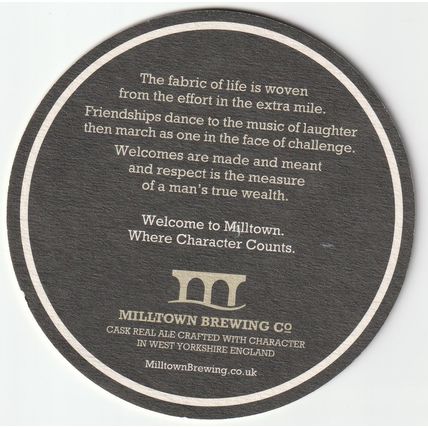 The fabric of life is woven
from the effort in the extra mile.
Friendships dance to the music of laughter
then march as one in the face of challenge.
Welcomes are made and meant
and respect is the measure
of a man's true wealth.
Welcome to Milltown.
Where Character Counts.
MILLTOWN BREWING Co
CASK REAL ALE CRAFTED WITH CHARACTER
IN WEST YORKSHIRE ENGLAND
MilltownBrewing.co.uk